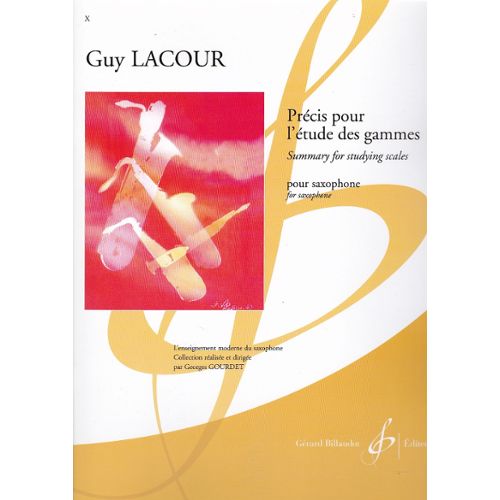 X
Guy LACOUR
Précis pour
l'étude des gammes
Summary for studying scales
pour saxophone
for saxophone
L'enseignement moderne du saxophone
Collection réalisée et dirigée
par Georges GOURDET
Gérard Billaudot